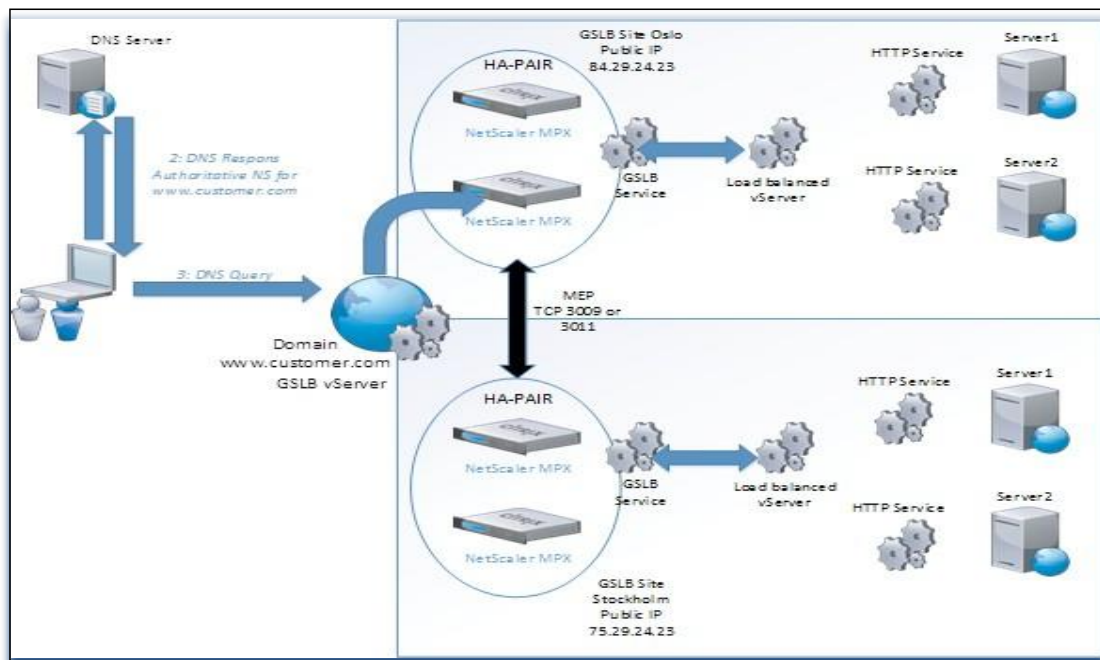 DNS Server
2: DNS Respons
Authoritative NS for
www.customer.com
3: DNS Query
Domain
www.customer.com
GSLB vServer
HA-PAIR
citrix
NetScaler MPX
citrix
NetScaler MPX
GSLB Site Oslo
Public IP
84.29.24.23
GSLB
Service
Load balanced
vServer
HTTP Service
Server1
HTTP Service
Server2
MEP
TCP 3009 or
3011
HA-PAIR
citrix
NetScaler MPX
citrix
NetScaler MPX
GSLB
Service
Load balanced
vServer
HTTP Service
Server1
HTTP Service
Server2
GSLB Site
Stockholm
Public IP
75.29.24.23